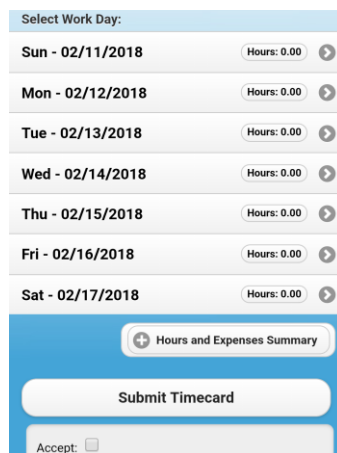 Select Work Day:
Sun - 02/11/2018 Hours: 0.00
Mon - 02/12/2018 Hours: 0.00
Tue - 02/13/2018 Hours: 0.00
Wed - 02/14/2018 Hours: 0.00
Thu - 02/15/2018 Hours: 0.00
Fri - 02/16/2018 Hours: 0.00
Sat - 02/17/2018 Hours: 0.00
Hours and Expenses Summary
Submit Timecard
Accept: